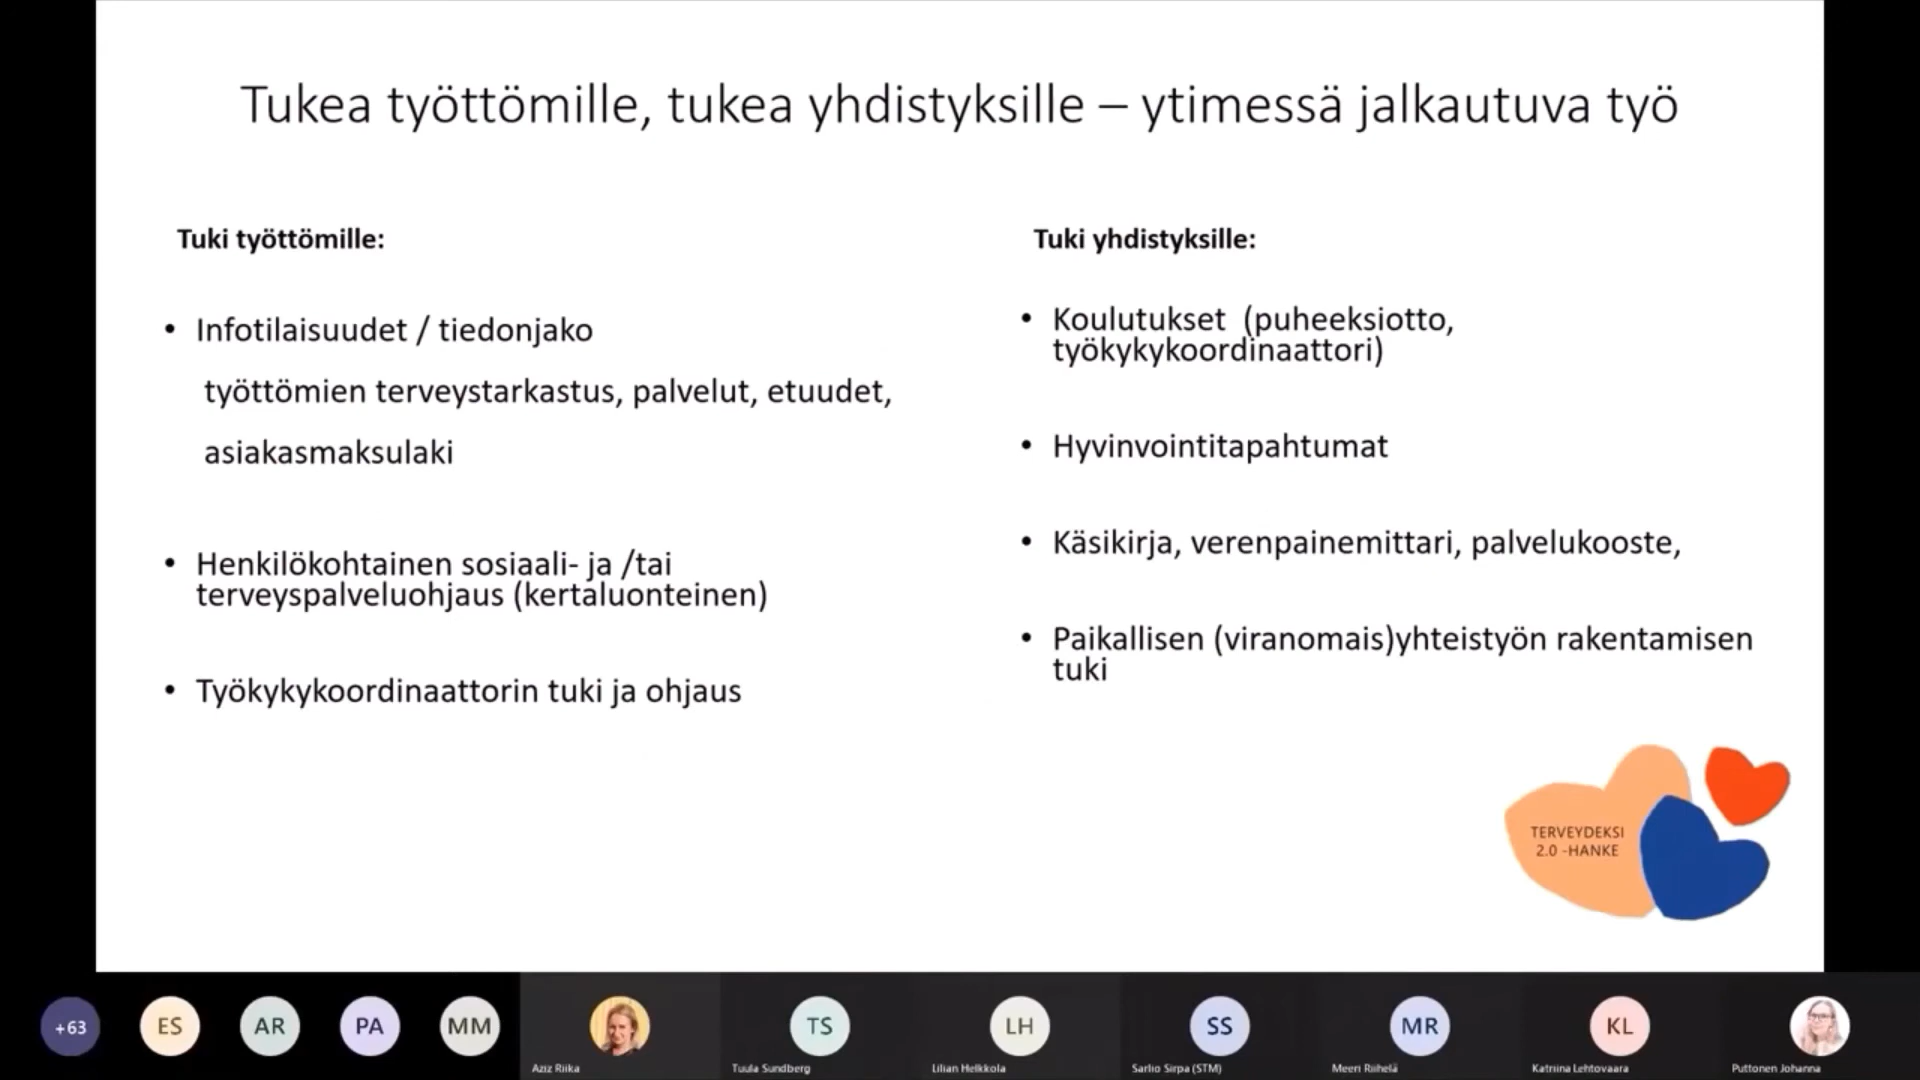 Tukea työttömille, tukea yhdistyksille – ytimessä jalkautuva työ
Tuki työttömille:
• Infotilaisuudet / tiedonjako
työttömien terveystarkastus, palvelut, etuudet,
asiakasmaksulaki
• Henkilökohtainen sosiaali- ja /tai
terveyspalveluohjaus (kertaluonteinen)
• Työkykykoordinaattorin tuki ja ohjaus
Tuki yhdistyksille:
• Koulutukset (puheeksiotto,
työkykykoordinaattori)
• Hyvinvointitapahtumat
• Käsikirja, verenpainemittari, palvelukooste,
• Paikallisen (viranomais)yhteistyön rakentamisen
tuki
TERVEYDEKSI
2.0 -HANKE
+63
ES
AR
PA
MM
TS
LH
SS
MR
KL
Aziz Riika
Tuula Sundberg
Lilian Helkkola
Sarlio Sirpa (STM)
Meeri Riihelä
Katriina Lehtovaara
Puttonen Johanna